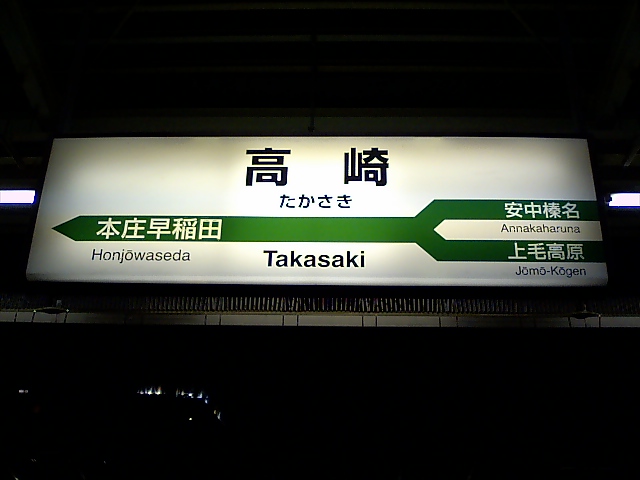 高崎
たかさき
本庄早稲田
Honjōwaseda
Takasaki
安中榛名
Annakaharuna
上毛高原
Jōmō-Kōgen